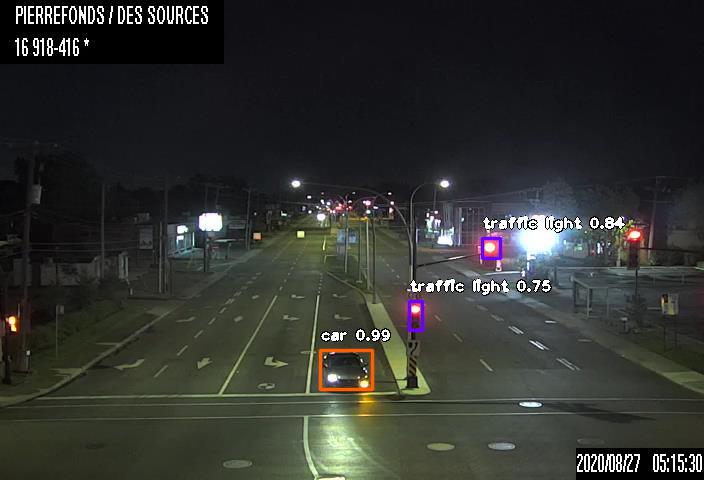 PIERREFONDS / DES SOURCES
16 918-416 *
traffic light 0.84
traffic light 0.75
car 0.99
2020/08/27 05:15:30